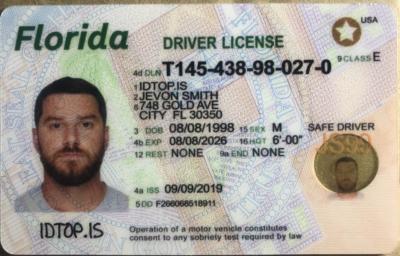 Florida
DRIVER LICENSE
USA
9 CLASS E
4d DLN T145-438-98-027-0
1 IDTOP.IS
2 JEVON SMITH
8 748 GOLD AVE
CITY FL 30350
3 DOB 08/08/1998 15 SEX M
4b EXP 08/08/2026 16 HGT 6'-00"
12 REST NONE 9a END NONE
SAFE DRIVER
4a ISS 09/09/2019
5 DD F266068518911
IDTOP.IS
Operation of a motor vehicle constitutes
consent to any sobriety test required by law